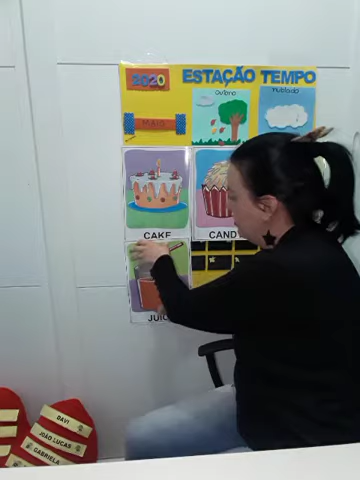 2020
ESTAÇÃO TEMPO
Outono
nublado
MAIO
CAKE
CAND
JUIC
DAVI
JOÃO LUCAS
GABRIELA